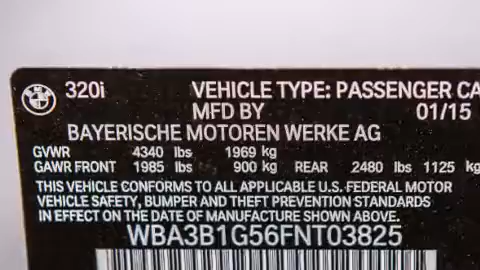 320i VEHICLE TYPE: PASSENGER CA
MFD BY 01/15
BAYERISCHE MOTOREN WERKE AG
GVWR 4340 lbs 1969 kg
GAWR FRONT 1985 lbs 900 kg REAR 2480 lbs 1125 kg
THIS VEHICLE CONFORMS TO ALL APPLICABLE U.S. FEDERAL MOTOR
VEHICLE SAFETY, BUMPER AND THEFT PREVENTION STANDARDS
IN EFFECT ON THE DATE OF MANUFACTURE SHOWN ABOVE.
WBA3B1G56FNT03825